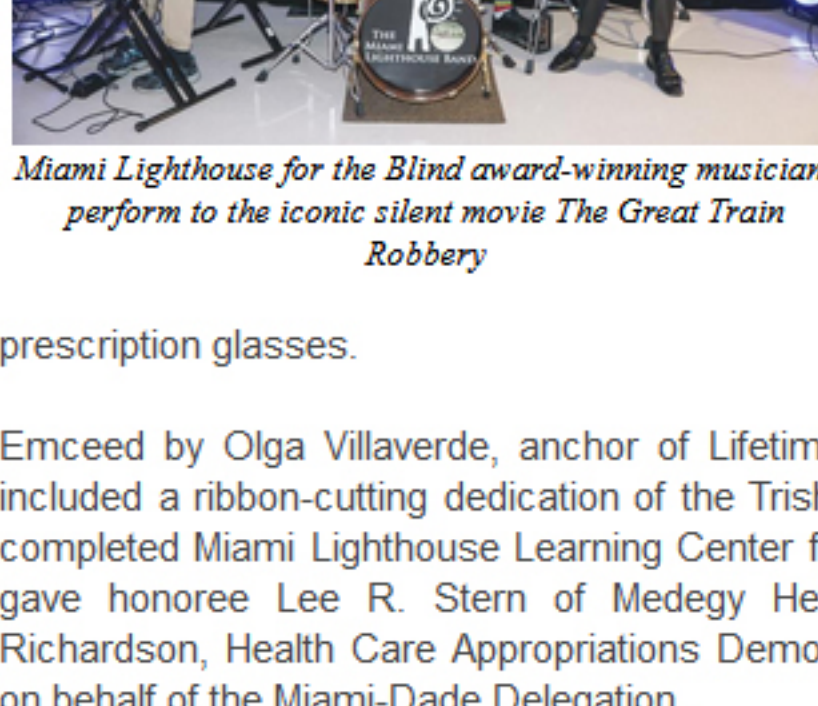 THE
MIAMI
LIGHTHOUSE BAND
Miami Lighthouse for the Blind award-winning musician
perform to the iconic silent movie The Great Train
Robbery
prescription glasses.
Emceed by Olga Villaverde, anchor of Lifetim
included a ribbon-cutting dedication of the Trish
completed Miami Lighthouse Learning Center f
gave honoree Lee R. Stern of Medegy He
Richardson, Health Care Appropriations Demo
on behalf of the Miami-Dade Delegation